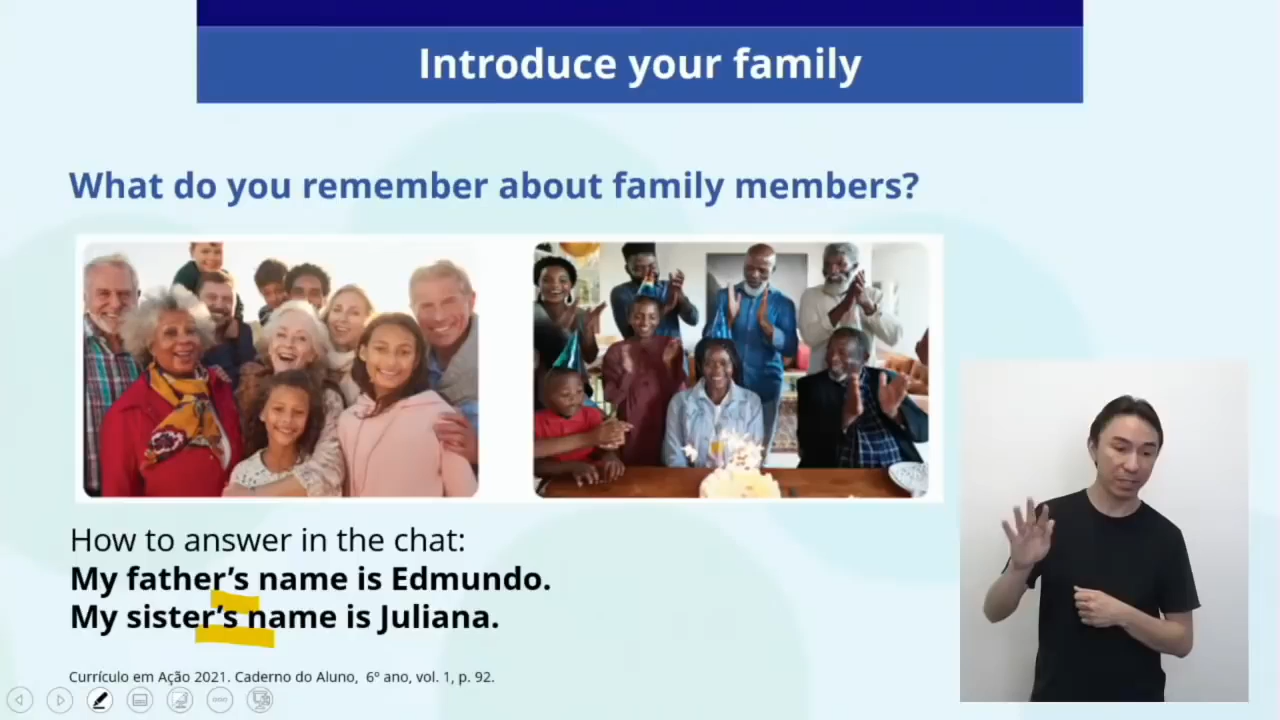 Introduce your family
What do you remember about family members?
How to answer in the chat:
My father’s name is Edmundo.
My sister’s name is Juliana.
Currículo em Ação 2021. Caderno do Aluno, 6º ano, vol. 1, p. 92.